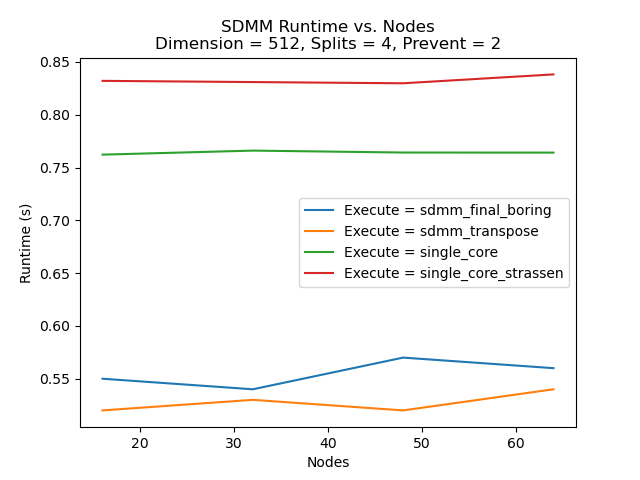 SDMM Runtime vs. Nodes
Dimension = 512, Splits = 4, Prevent = 2
0.85
0.80
0.75
0.70
0.65
0.60
0.55
Runtime (s)
Execute = sdmm_final_boring
Execute = sdmm_transpose
Execute = single_core
Execute = single_core_strassen
20 30 40 50 60
Nodes